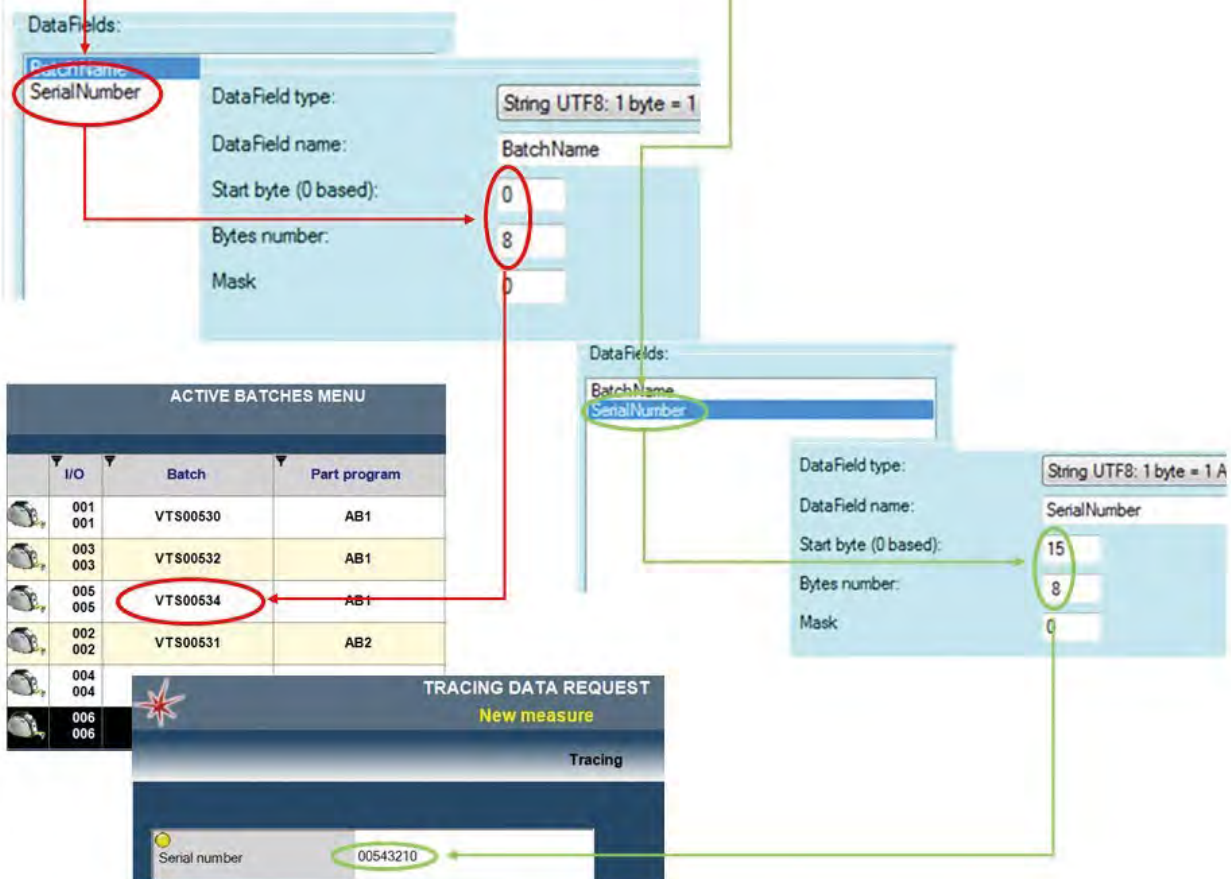 DataFields:
BatchName
SerialNumber
DataField type:
String UTF8: 1 byte = 1
DataField name:
BatchName
Start byte (0 based):
0
Bytes number:
8
Mask
0
DataFields:
BatchName
SerialNumber
DataField type:
String UTF8: 1 byte = 1 A
DataField name:
SerialNumber
Start byte (0 based):
15
Bytes number:
8
Mask
0
ACTIVE BATCHES MENU
I/O Batch Part program
001
001
VTS00530 AB1
003
003
VTS00532 AB1
005
005
VTS00534 AB1
002
002
VTS00531 AB2
004
004
006
006
TRACING DATA REQUEST
New measure
Tracing
Serial number 00543210